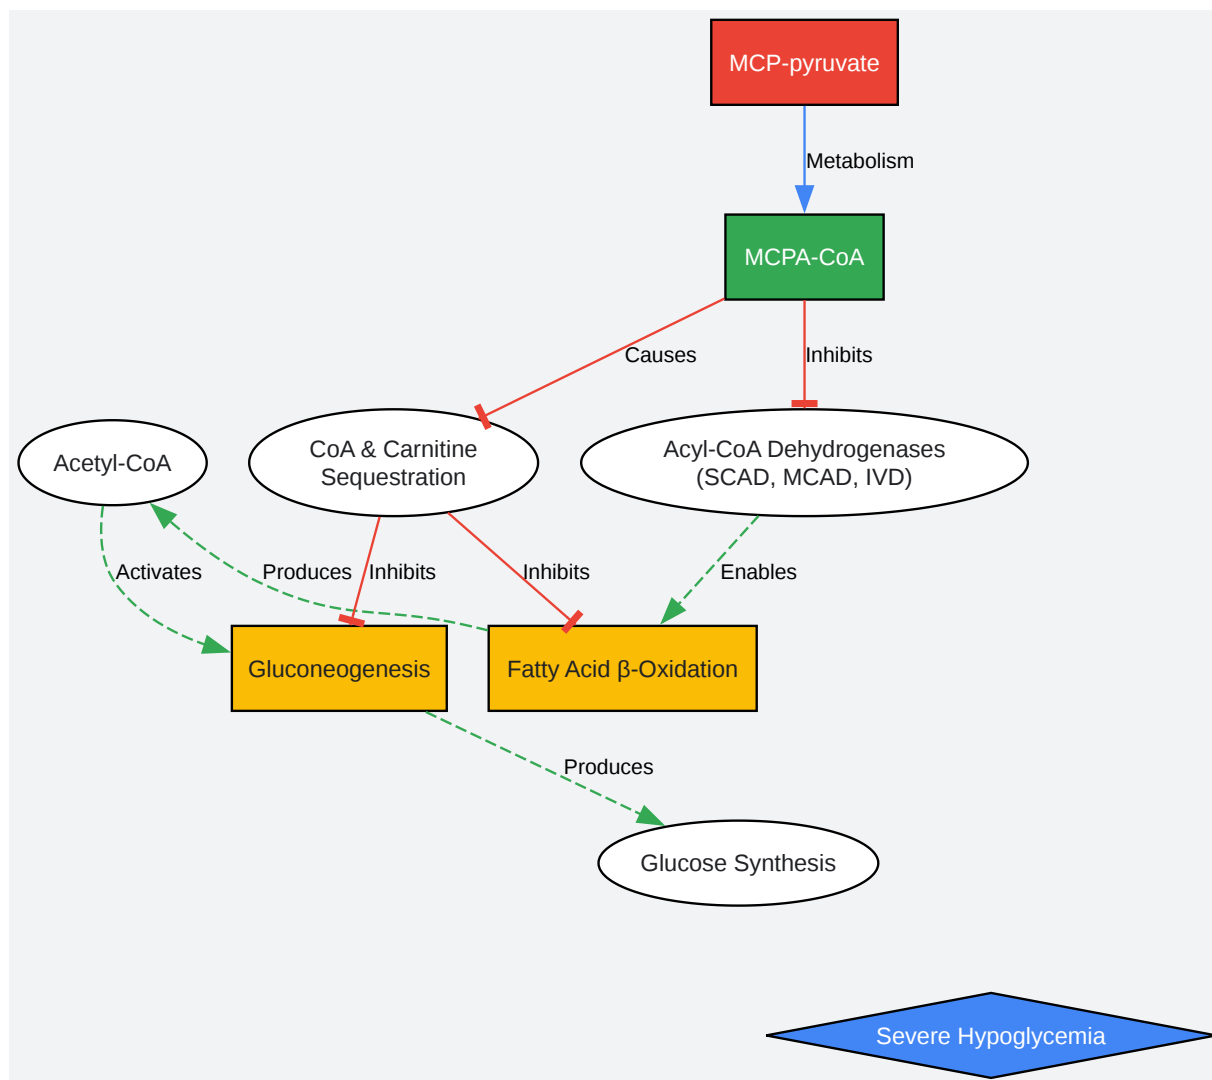 MCP-pyruvate
Metabolism
MCPA-CoA
Causes
Inhibits
Acetyl-CoA
CoA & Carnitine
Sequestration
Acyl-CoA Dehydrogenases
(SCAD, MCAD, IVD)
Activates
Produces
Inhibits
Inhibits
Enables
Gluconeogenesis
Fatty Acid β-Oxidation
Produces
Glucose Synthesis
Severe Hypoglycemia